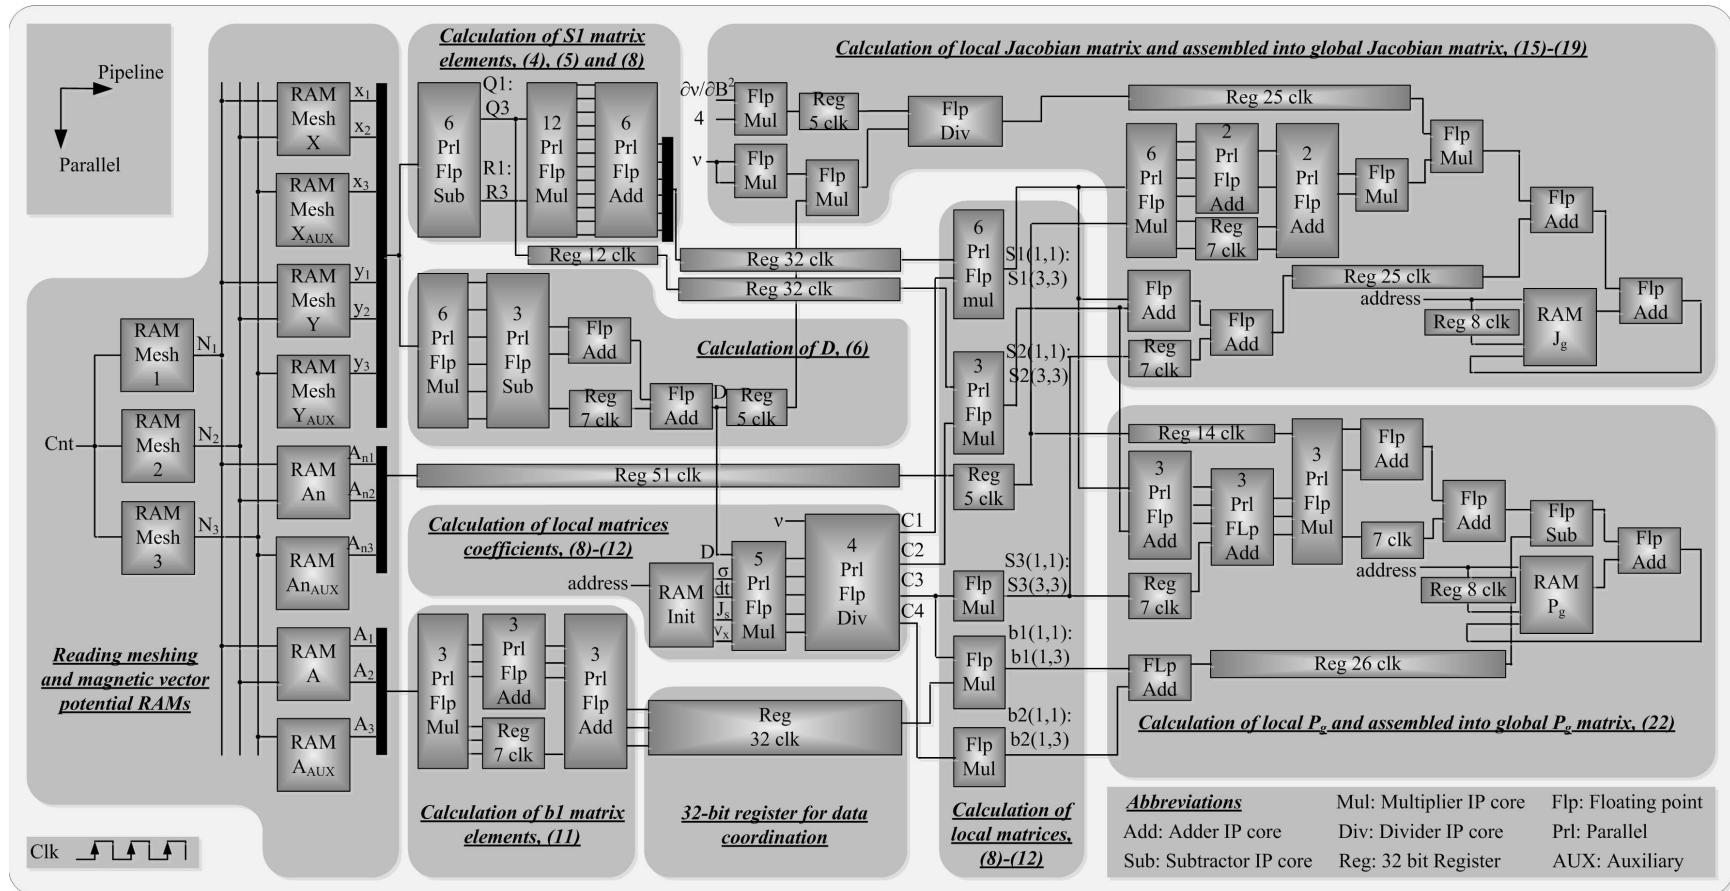 Pipeline
Parallel
Calculation of S1 matrix
elements, (4), (5) and (8)
Calculation of local Jacobian matrix and assembled into global Jacobian matrix, (15)-(19)
RAM
Mesh
X
x1
x2
RAM
Mesh
XAUX
x3
RAM
Mesh
Y
y1
y2
RAM
Mesh
YAUX
y3
RAM
Mesh
1
N1
RAM
Mesh
2
N2
RAM
Mesh
3
N3
Cnt
RAM
An
An1
An2
RAM
AnAUX
An3
RAM
A
A1
A2
RAM
AAUX
A3
Reading meshing
and magnetic vector
potential RAMs
Clk
6
Prl
Flp
Sub
Q1:
Q3
R1:
R3
12
Prl
Flp
Mul
6
Prl
Flp
Add
Reg 12 clk
Reg 32 clk
Reg 32 clk
6
Prl
Flp
Mul
3
Prl
Flp
Sub
Flp
Add
Reg
7 clk
Flp
Add
D
Reg
5 clk
Calculation of D, (6)
Reg 51 clk
Calculation of local matrices
coefficients, (8)-(12)
address
RAM
Init
D
σ
dt
Js
vx
5
Prl
Flp
Mul
ν
4
Prl
Flp
Div
C1
C2
C3
C4
3
Prl
Flp
Mul
3
Prl
Flp
Add
Reg
7 clk
3
Prl
Flp
Add
Calculation of b1 matrix
elements, (11)
Reg
32 clk
32-bit register for data
coordination
∂ν/∂B2
4
Flp
Mul
Reg
5 clk
ν
Flp
Mul
Flp
Mul
Flp
Div
Reg 25 clk
6
Prl
Flp
mul
S1(1,1):
S1(3,3)
3
Prl
Flp
Mul
S2(1,1):
S2(3,3)
Reg
5 clk
Flp
Mul
S3(1,1):
S3(3,3)
Flp
Mul
b1(1,1):
b1(1,3)
Flp
Mul
b2(1,1):
b2(1,3)
Calculation of
local matrices,
(8)-(12)
6
Prl
Flp
Mul
2
Prl
Flp
Add
Reg
7 clk
2
Prl
Flp
Add
Flp
Mul
Flp
Mul
Flp
Add
Flp
Add
Reg
7 clk
Flp
Add
Reg 25 clk
address
Reg 8 clk
RAM
Jg
Flp
Add
Reg 14 clk
3
Prl
Flp
Add
Reg
7 clk
3
Prl
FLp
Add
3
Prl
Flp
Mul
Flp
Add
7 clk
Flp
Add
Flp
Sub
address
Reg 8 clk
RAM
Pg
Flp
Add
FLp
Add
Reg 26 clk
Calculation of local Pg and assembled into global Pg matrix, (22)
Abbreviations
Mul: Multiplier IP core
Flp: Floating point
Add: Adder IP core
Div: Divider IP core
Prl: Parallel
Sub: Subtractor IP core
Reg: 32 bit Register
AUX: Auxiliary